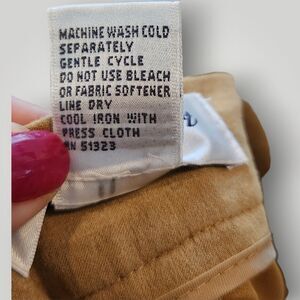 MACHINE WASH COLD
SEPARATELY
GENTLE CYCLE
DO NOT USE BLEACH
OR FABRIC SOFTENER
LINE DRY
COOL IRON WITH
PRESS CLOTH
RN 51323